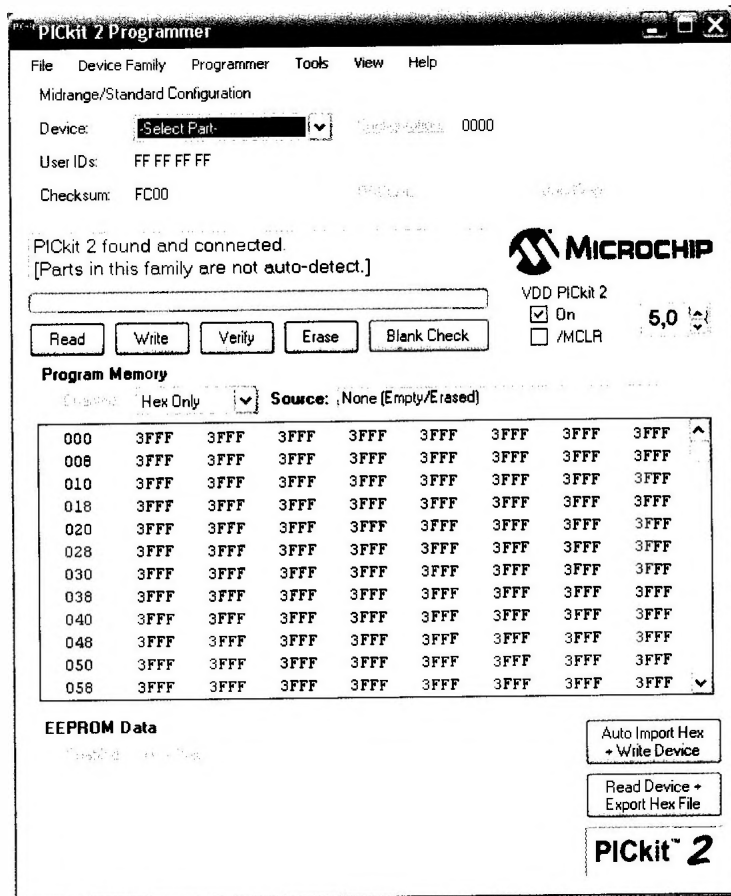 PICkit 2 Programmer
File Device Family Programmer Tools View Help
Midrange/Standard Configuration
Device: -Select Part- Configuration: 0000
User IDs: FF FF FF FF
Checksum: FC00
PICkit 2 found and connected.
[Parts in this family are not auto-detect.]
MICROCHIP
VDD PICkit 2
On
/MCLR
5,0
Read Write Verify Erase Blank Check
Program Memory
Enabled Hex Only Source: None (Empty/Erased)
000 3FFF 3FFF 3FFF 3FFF 3FFF 3FFF 3FFF 3FFF
008 3FFF 3FFF 3FFF 3FFF 3FFF 3FFF 3FFF 3FFF
010 3FFF 3FFF 3FFF 3FFF 3FFF 3FFF 3FFF 3FFF
018 3FFF 3FFF 3FFF 3FFF 3FFF 3FFF 3FFF 3FFF
020 3FFF 3FFF 3FFF 3FFF 3FFF 3FFF 3FFF 3FFF
028 3FFF 3FFF 3FFF 3FFF 3FFF 3FFF 3FFF 3FFF
030 3FFF 3FFF 3FFF 3FFF 3FFF 3FFF 3FFF 3FFF
038 3FFF 3FFF 3FFF 3FFF 3FFF 3FFF 3FFF 3FFF
040 3FFF 3FFF 3FFF 3FFF 3FFF 3FFF 3FFF 3FFF
048 3FFF 3FFF 3FFF 3FFF 3FFF 3FFF 3FFF 3FFF
050 3FFF 3FFF 3FFF 3FFF 3FFF 3FFF 3FFF 3FFF
058 3FFF 3FFF 3FFF 3FFF 3FFF 3FFF 3FFF 3FFF
EEPROM Data
Auto Import Hex
+ Write Device
Read Device +
Export Hex File
PICkit™ 2